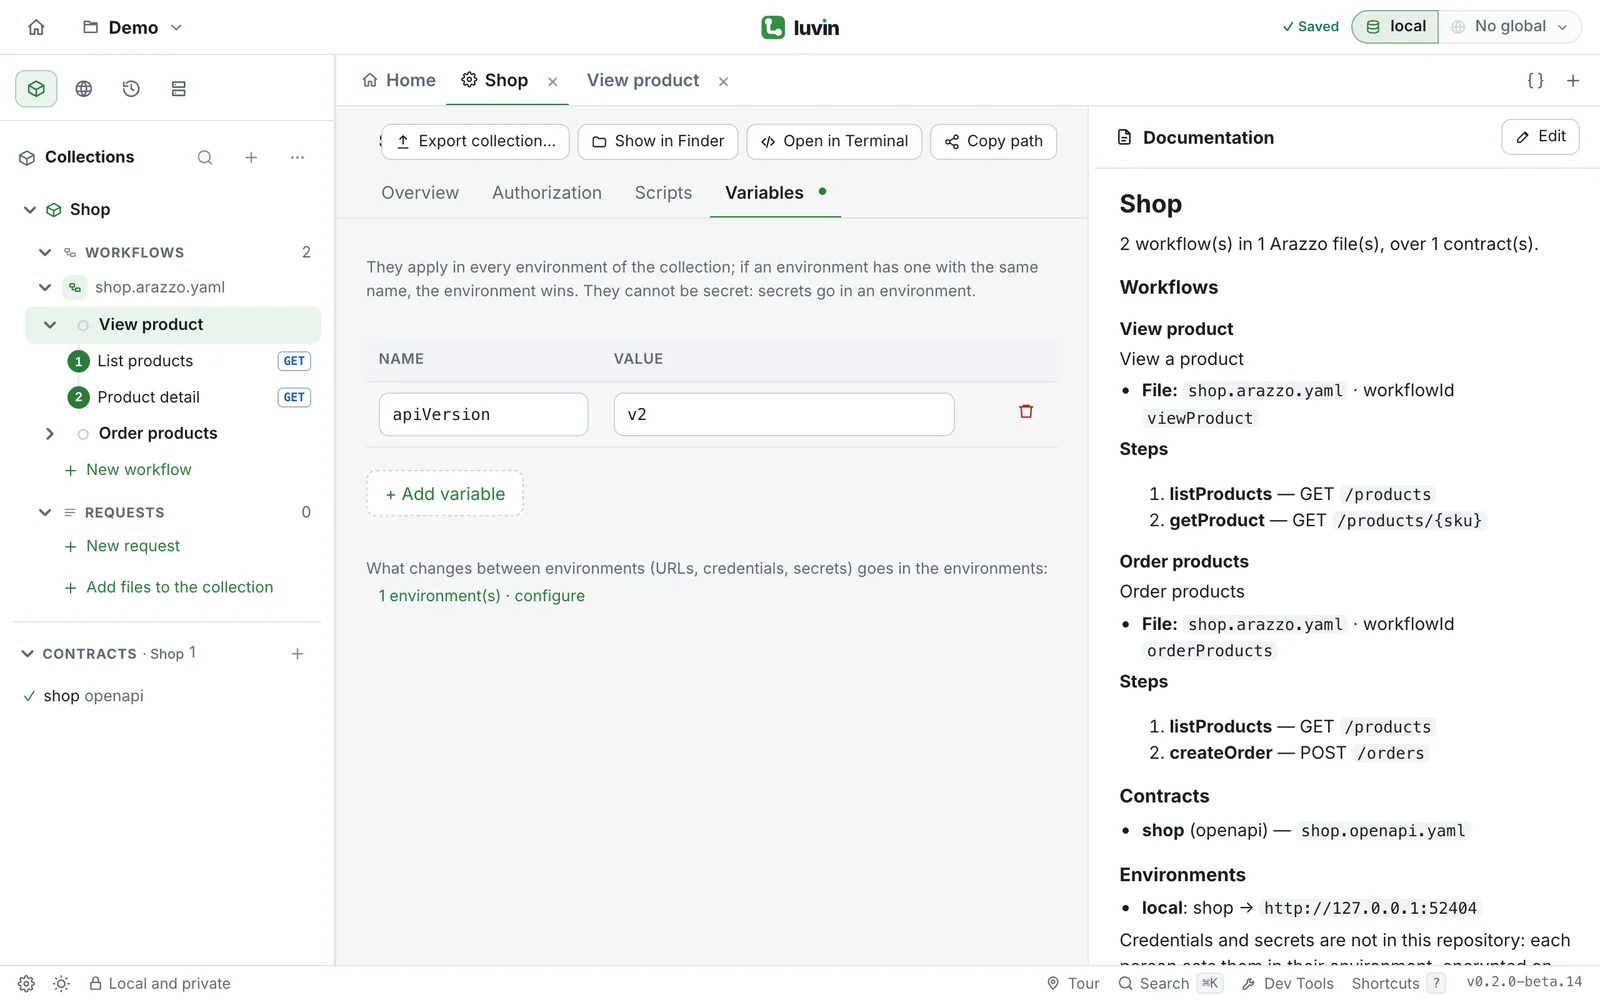 Demo
luvin
Saved
local
No global
Home
Shop
View product
{ }
Collections
Shop
WORKFLOWS 2
shop.arazzo.yaml
View product
1 List products GET
2 Product detail GET
Order products
+ New workflow
REQUESTS 0
+ New request
+ Add files to the collection
CONTRACTS · Shop 1
shop openapi
Export collection...
Show in Finder
Open in Terminal
Copy path
Overview
Authorization
Scripts
Variables
They apply in every environment of the collection; if an environment has one with the same
name, the environment wins. They cannot be secret: secrets go in an environment.
NAME VALUE
apiVersion v2
+ Add variable
What changes between environments (URLs, credentials, secrets) goes in the environments:
1 environment(s) · configure
Documentation
Edit
Shop
2 workflow(s) in 1 Arazzo file(s), over 1 contract(s).
Workflows
View product
View a product
• File: shop.arazzo.yaml · workflowId
viewProduct
Steps
1. listProducts — GET /products
2. getProduct — GET /products/{sku}
Order products
Order products
• File: shop.arazzo.yaml · workflowId
orderProducts
Steps
1. listProducts — GET /products
2. createOrder — POST /orders
Contracts
• shop (openapi) — shop.openapi.yaml
Environments
• local: shop → http://127.0.0.1:52404
Credentials and secrets are not in this repository: each
person sets them in their environment, encrypted on
Local and private
Tour
Search ⌘K
Dev Tools
Shortcuts ?
v0.2.0-beta.14